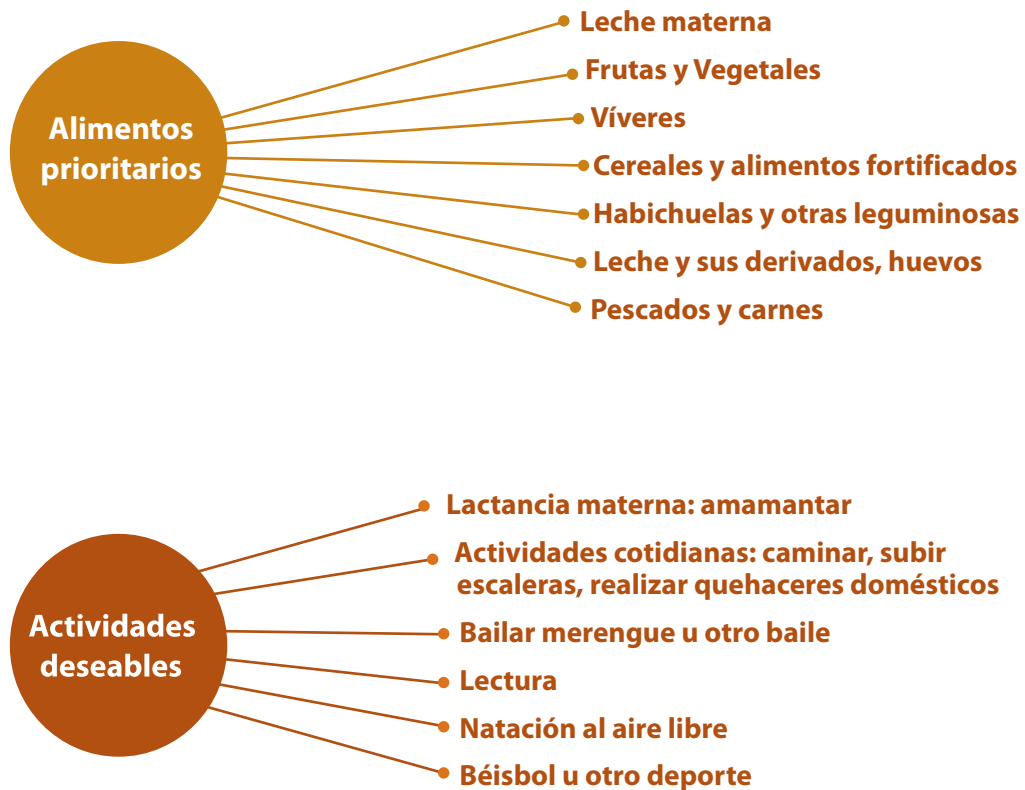 Alimentos
prioritarios
Leche materna
Frutas y Vegetales
Víveres
Cereales y alimentos fortificados
Habichuelas y otras leguminosas
Leche y sus derivados, huevos
Pescados y carnes
Actividades
deseables
Lactancia materna: amamantar
Actividades cotidianas: caminar, subir
escaleras, realizar quehaceres domésticos
Bailar merengue u otro baile
Lectura
Natación al aire libre
Béisbol u otro deporte